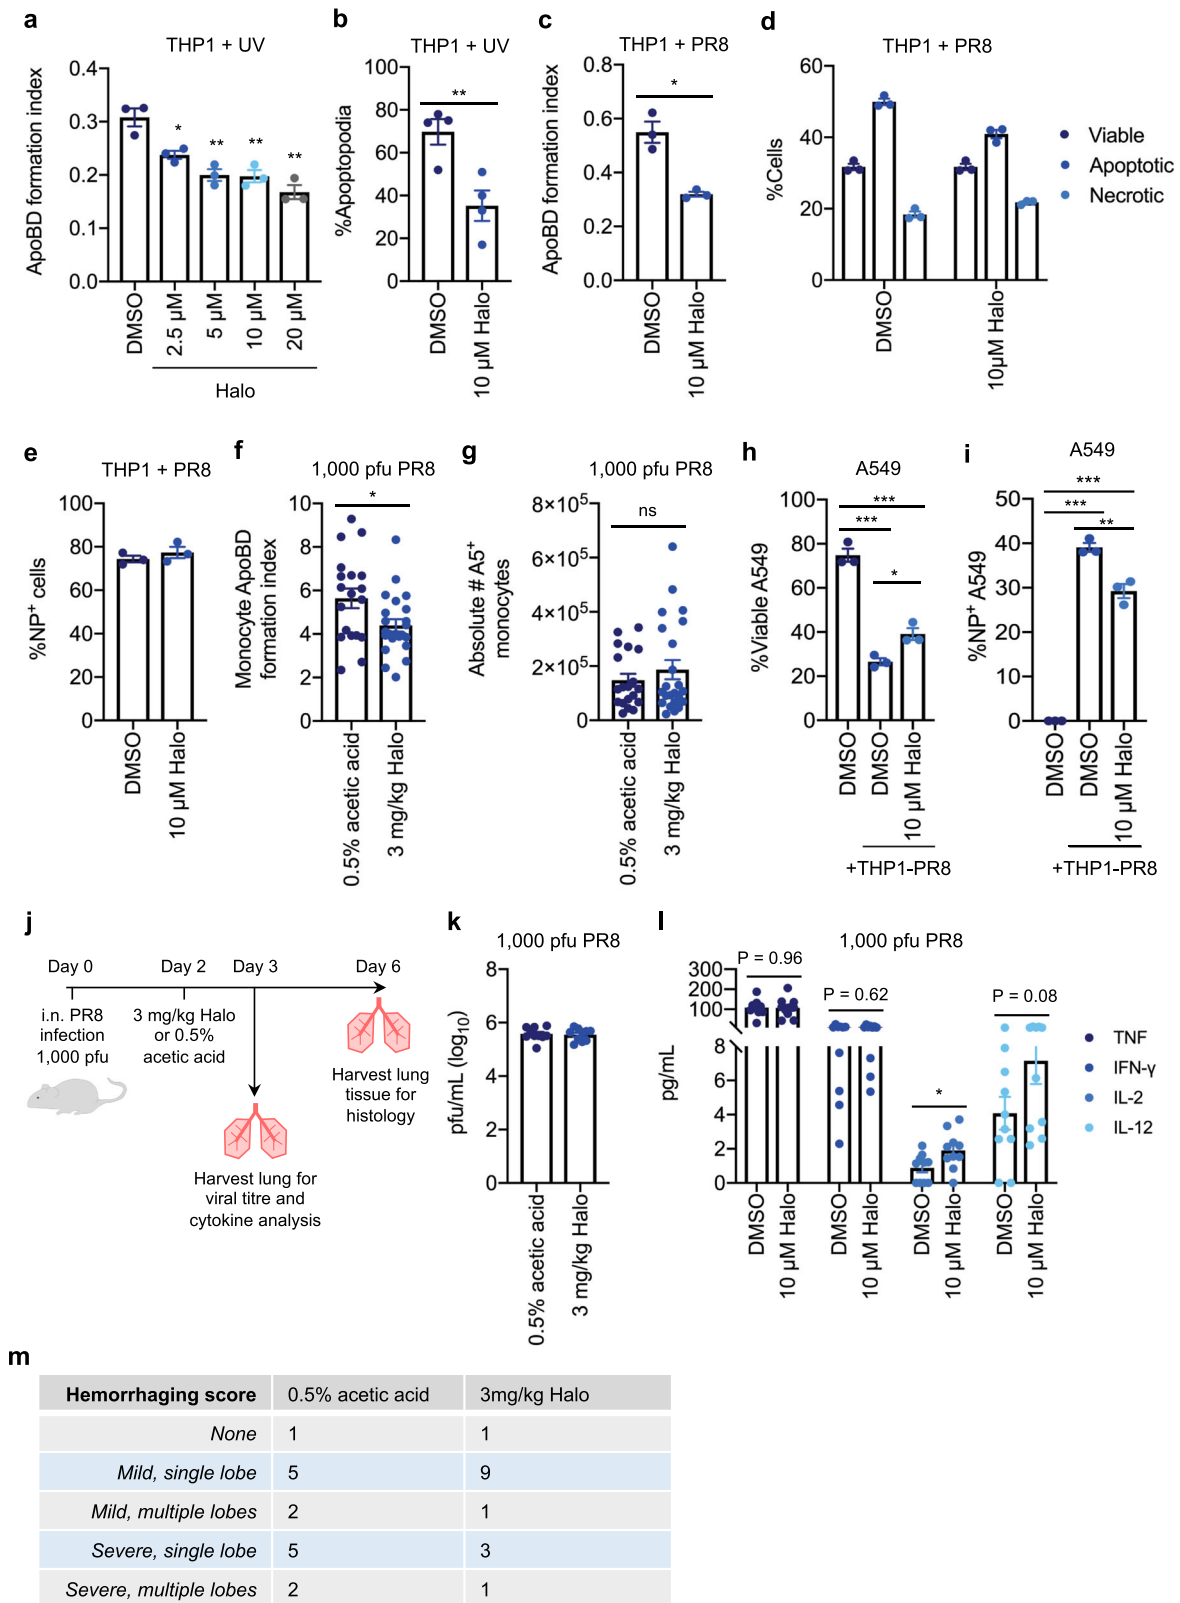 a
THP1 + UV
ApoBD formation index
0.4
0.3
0.2
0.1
0.0
*
**
**
**
DMSO
2.5 µM
5 µM
10 µM
20 µM
Halo
b
THP1 + UV
%Apoptopodia
100
80
60
40
20
0
**
DMSO
10 µM Halo
c
THP1 + PR8
ApoBD formation index
0.8
0.6
0.4
0.2
0.0
*
DMSO
10 µM Halo
d
THP1 + PR8
%Cells
60
40
20
0
DMSO
10µM Halo
Viable
Apoptotic
Necrotic
e
THP1 + PR8
%NP⁺ cells
100
80
60
40
20
0
DMSO
10 µM Halo
f
1,000 pfu PR8
Monocyte ApoBD
formation index
10
8
6
4
2
0
*
0.5% acetic acid
3 mg/kg Halo
g
1,000 pfu PR8
Absolute # A5⁺
monocytes
8×10⁵
6×10⁵
4×10⁵
2×10⁵
0
ns
0.5% acetic acid
3 mg/kg Halo
h
A549
%Viable A549
100
80
60
40
20
0
***
***
*
DMSO
DMSO
10 µM Halo
+THP1-PR8
i
A549
%NP⁺ A549
50
40
30
20
10
0
***
***
**
DMSO
DMSO
10 µM Halo
+THP1-PR8
j
Day 0
Day 2
Day 3
Day 6
i.n. PR8
infection
1,000 pfu
3 mg/kg Halo
or 0.5%
acetic acid
Harvest lung
tissue for
histology
Harvest lung for
viral titre and
cytokine analysis
k
1,000 pfu PR8
pfu/mL (log₁₀)
8
6
4
2
0
0.5% acetic acid
3 mg/kg Halo
l
1,000 pfu PR8
pg/mL
300
200
100
8
6
4
2
0
P = 0.96
P = 0.62
*
P = 0.08
DMSO
10 µM Halo
DMSO
10 µM Halo
DMSO
10 µM Halo
DMSO
10 µM Halo
TNF
IFN-γ
IL-2
IL-12
m
Hemorrhaging score 0.5% acetic acid 3mg/kg Halo
None 1 1
Mild, single lobe 5 9
Mild, multiple lobes 2 1
Severe, single lobe 5 3
Severe, multiple lobes 2 1